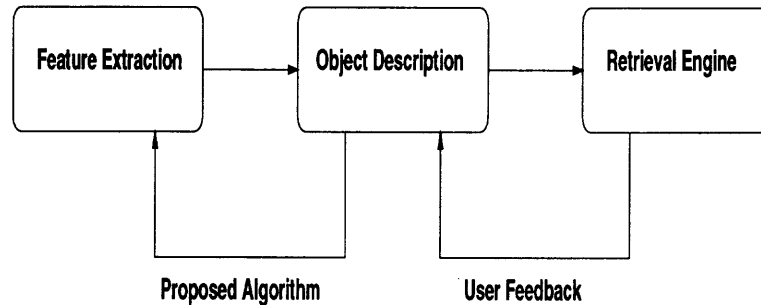 Feature Extraction
Object Description
Retrieval Engine
Proposed Algorithm
User Feedback